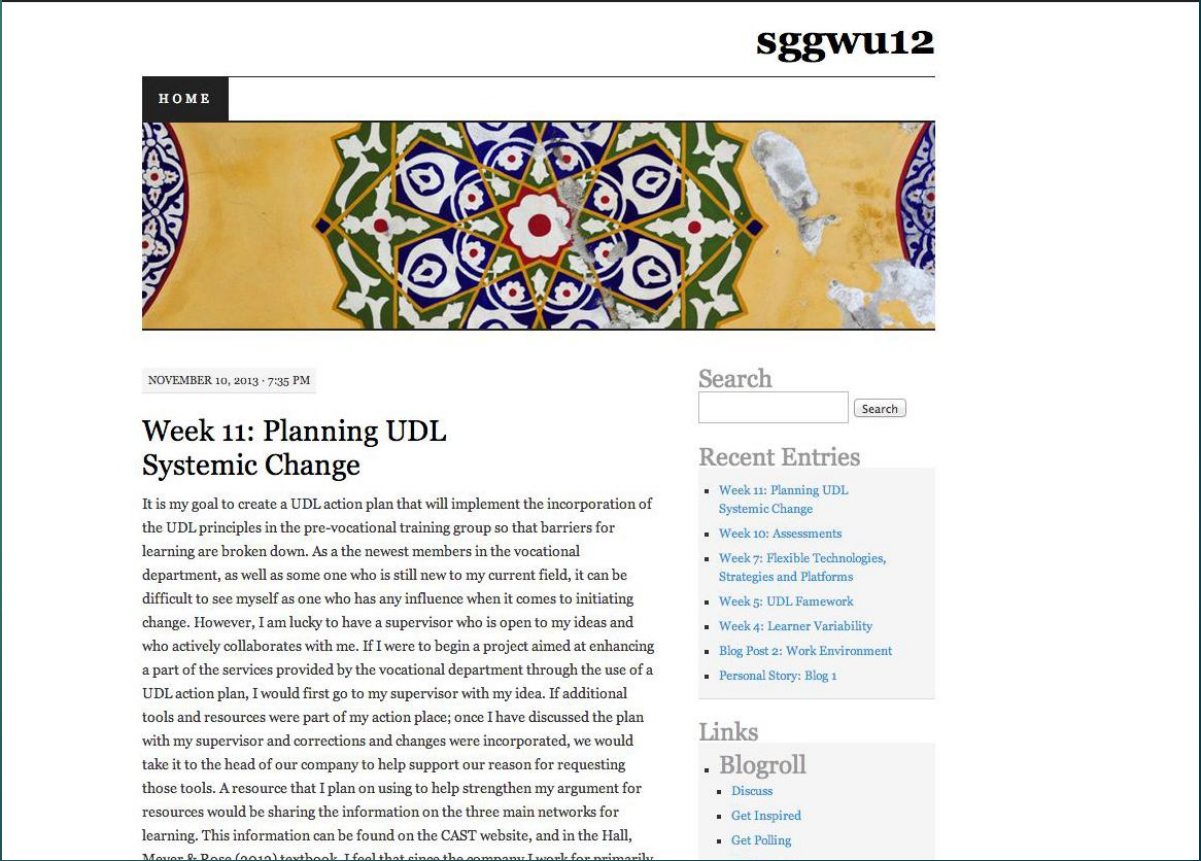 sggwu12
HOME
NOVEMBER 10, 2013 · 7:35 PM
Week 11: Planning UDL
Systemic Change
It is my goal to create a UDL action plan that will implement the incorporation of
the UDL principles in the pre-vocational training group so that barriers for
learning are broken down. As a the newest members in the vocational
department, as well as some one who is still new to my current field, it can be
difficult to see myself as one who has any influence when it comes to initiating
change. However, I am lucky to have a supervisor who is open to my ideas and
who actively collaborates with me. If I were to begin a project aimed at enhancing
a part of the services provided by the vocational department through the use of a
UDL action plan, I would first go to my supervisor with my idea. If additional
tools and resources were part of my action place; once I have discussed the plan
with my supervisor and corrections and changes were incorporated, we would
take it to the head of our company to help support our reason for requesting
those tools. A resource that I plan on using to help strengthen my argument for
resources would be sharing the information on the three main networks for
learning. This information can be found on the CAST website, and in the Hall,
Meyer & Rose (2012) textbook. I feel that since the company I work for primarily
Search
Search
Recent Entries
Week 11: Planning UDL
Systemic Change
Week 10: Assessments
Week 7: Flexible Technologies,
Strategies and Platforms
Week 5: UDL Famework
Week 4: Learner Variability
Blog Post 2: Work Environment
Personal Story: Blog 1
Links
Blogroll
Discuss
Get Inspired
Get Polling